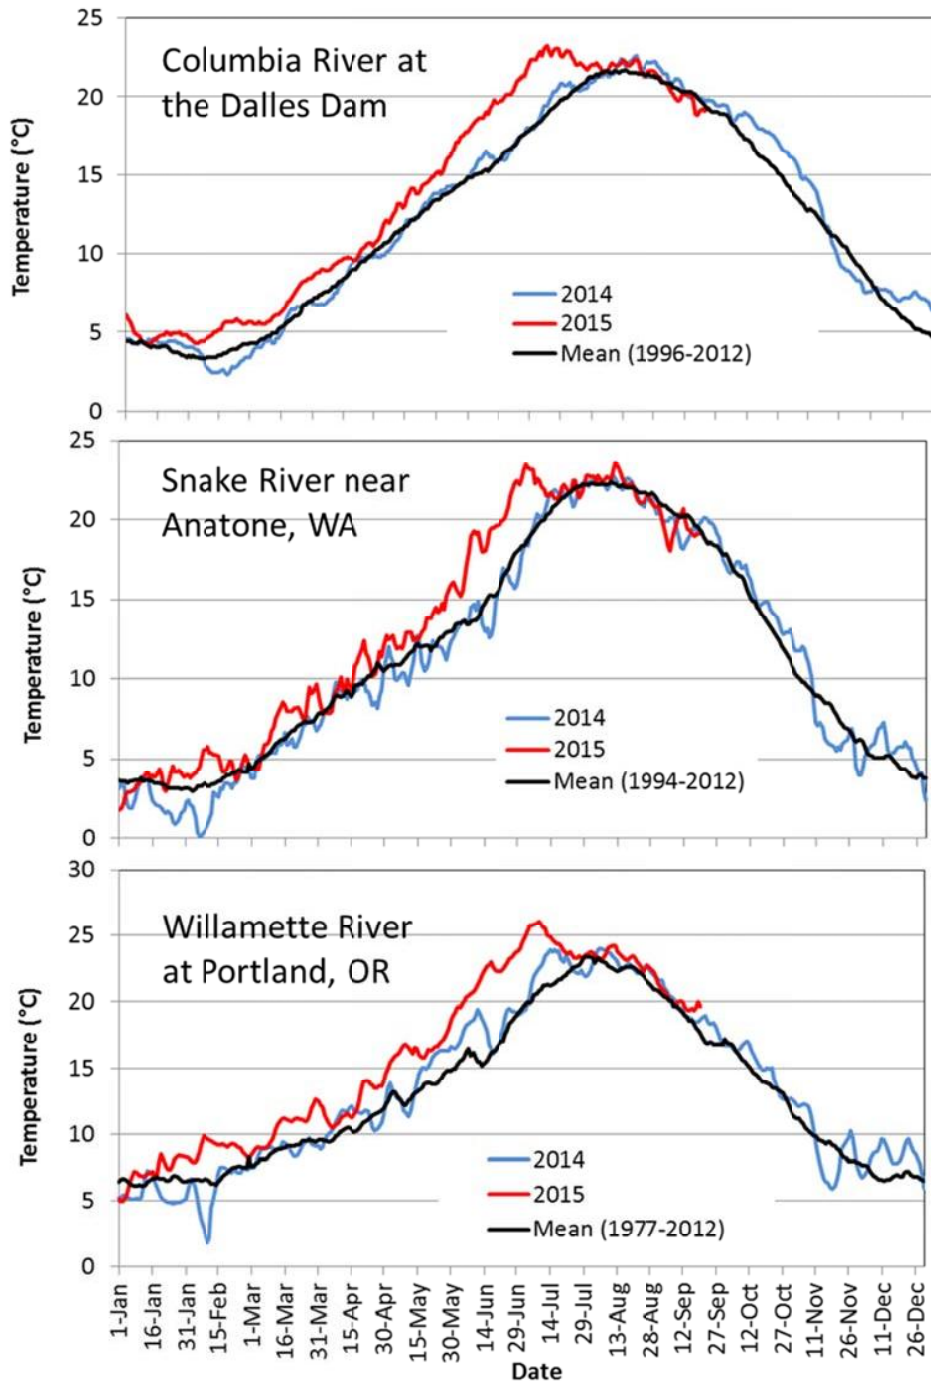 25
20
15
10
5
0
Temperature (°C)
Columbia River at
the Dalles Dam
2014
2015
Mean (1996-2012)
25
20
15
10
5
0
Temperature (°C)
Snake River near
Anatone, WA
2014
2015
Mean (1994-2012)
30
25
20
15
10
5
0
Temperature (°C)
Willamette River
at Portland, OR
2014
2015
Mean (1977-2012)
1-Jan
16-Jan
31-Jan
15-Feb
1-Mar
16-Mar
31-Mar
15-Apr
30-Apr
15-May
30-May
14-Jun
29-Jun
14-Jul
29-Jul
13-Aug
28-Aug
12-Sep
27-Sep
12-Oct
27-Oct
11-Nov
26-Nov
11-Dec
26-Dec
Date